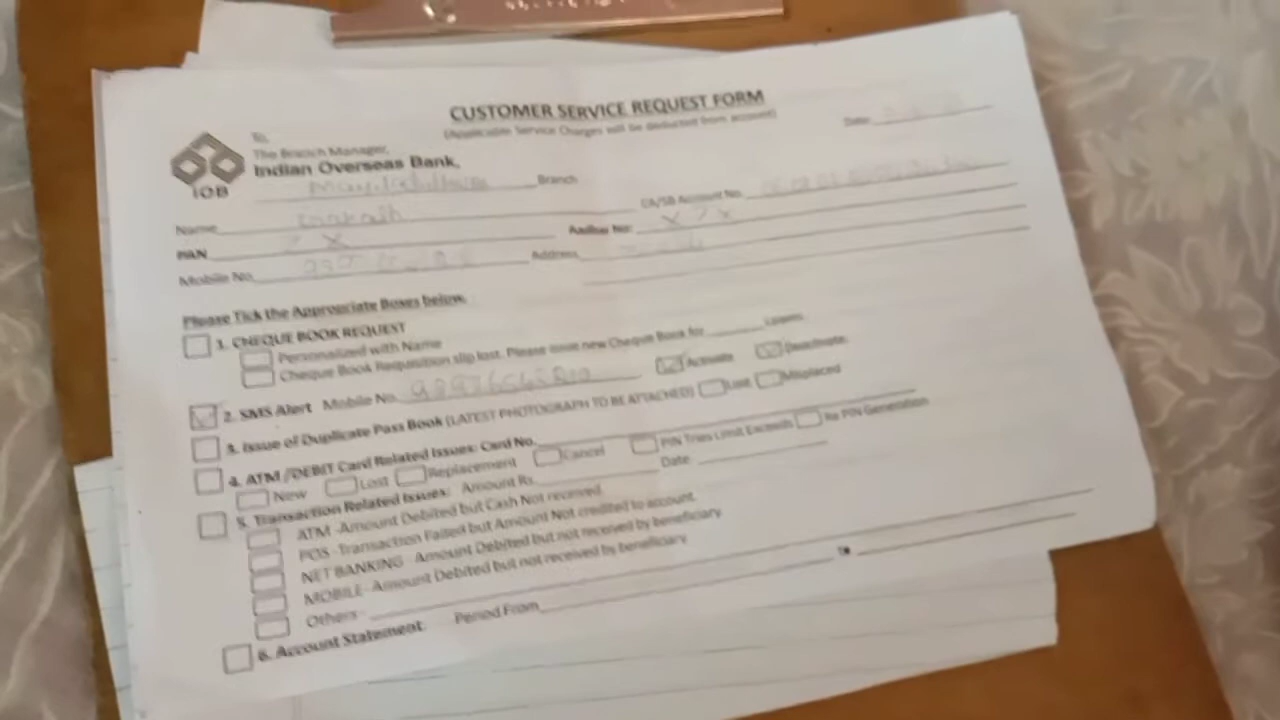 CUSTOMER SERVICE REQUEST FORM
(Applicable Service Charges will be deducted from account)
Date:
To,
The Branch Manager,
Indian Overseas Bank,
IOB
Branch
Name CA/SB Account No.
PAN Aadhar No: X X
Mobile No. Address
Please Tick the Appropriate Boxes below.
1. CHEQUE BOOK REQUEST
Personalized with Name
Cheque Book Requisition slip lost. Please issue new Cheque Book for Leaves
2. SMS Alert Mobile No. Activate Deactivate
3. Issue of Duplicate Pass Book (LATEST PHOTOGRAPH TO BE ATTACHED) Lost Misplaced
4. ATM /DEBIT Card Related Issues: Card No.
New Lost Replacement Cancel PIN Tries Limit Exceeds Re PIN Generation
5. Transaction Related Issues: Amount Rs. Date
ATM -Amount Debited but Cash Not received.
POS -Transaction Failed but Amount Not credited to account.
NET BANKING - Amount Debited but not received by beneficiary
MOBILE- Amount Debited but not received by beneficiary
Others -
6. Account Statement. Period From To